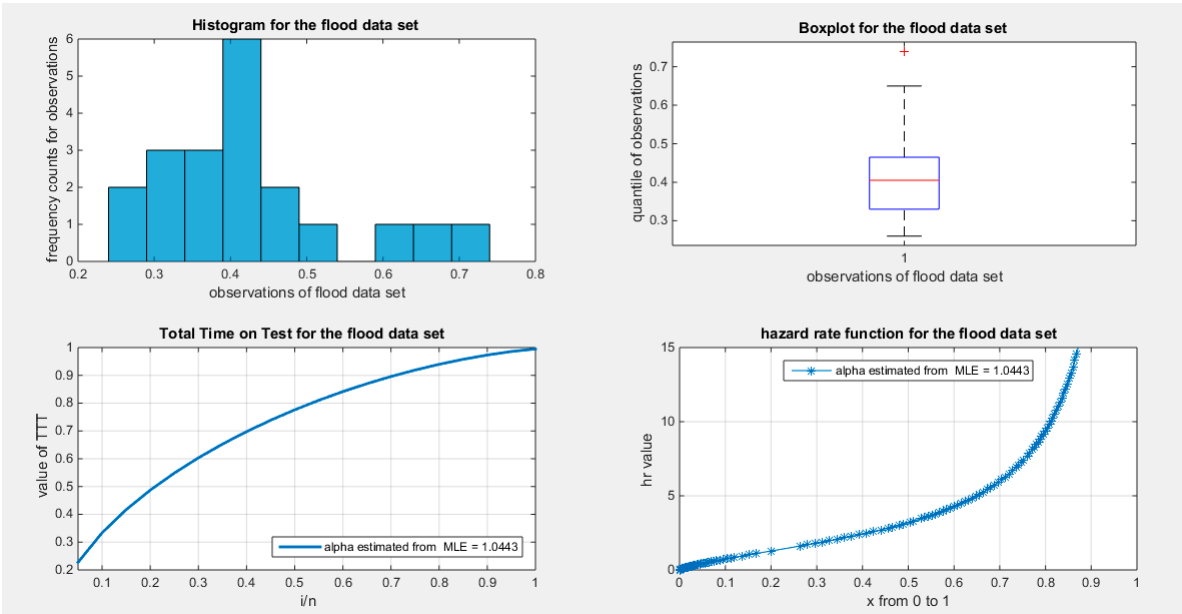 Histogram for the flood data set
frequency counts for observations
6
5
4
3
2
1
0
0.2 0.3 0.4 0.5 0.6 0.7 0.8
observations of flood data set
Boxplot for the flood data set
quantile of observations
0.7
0.6
0.5
0.4
0.3
1
observations of flood data set
Total Time on Test for the flood data set
value of TTT
1
0.9
0.8
0.7
0.6
0.5
0.4
0.3
0.2
alpha estimated from MLE = 1.0443
0.1 0.2 0.3 0.4 0.5 0.6 0.7 0.8 0.9 1
i/n
hazard rate function for the flood data set
hr value
15
10
5
0
alpha estimated from MLE = 1.0443
0 0.1 0.2 0.3 0.4 0.5 0.6 0.7 0.8 0.9 1
x from 0 to 1